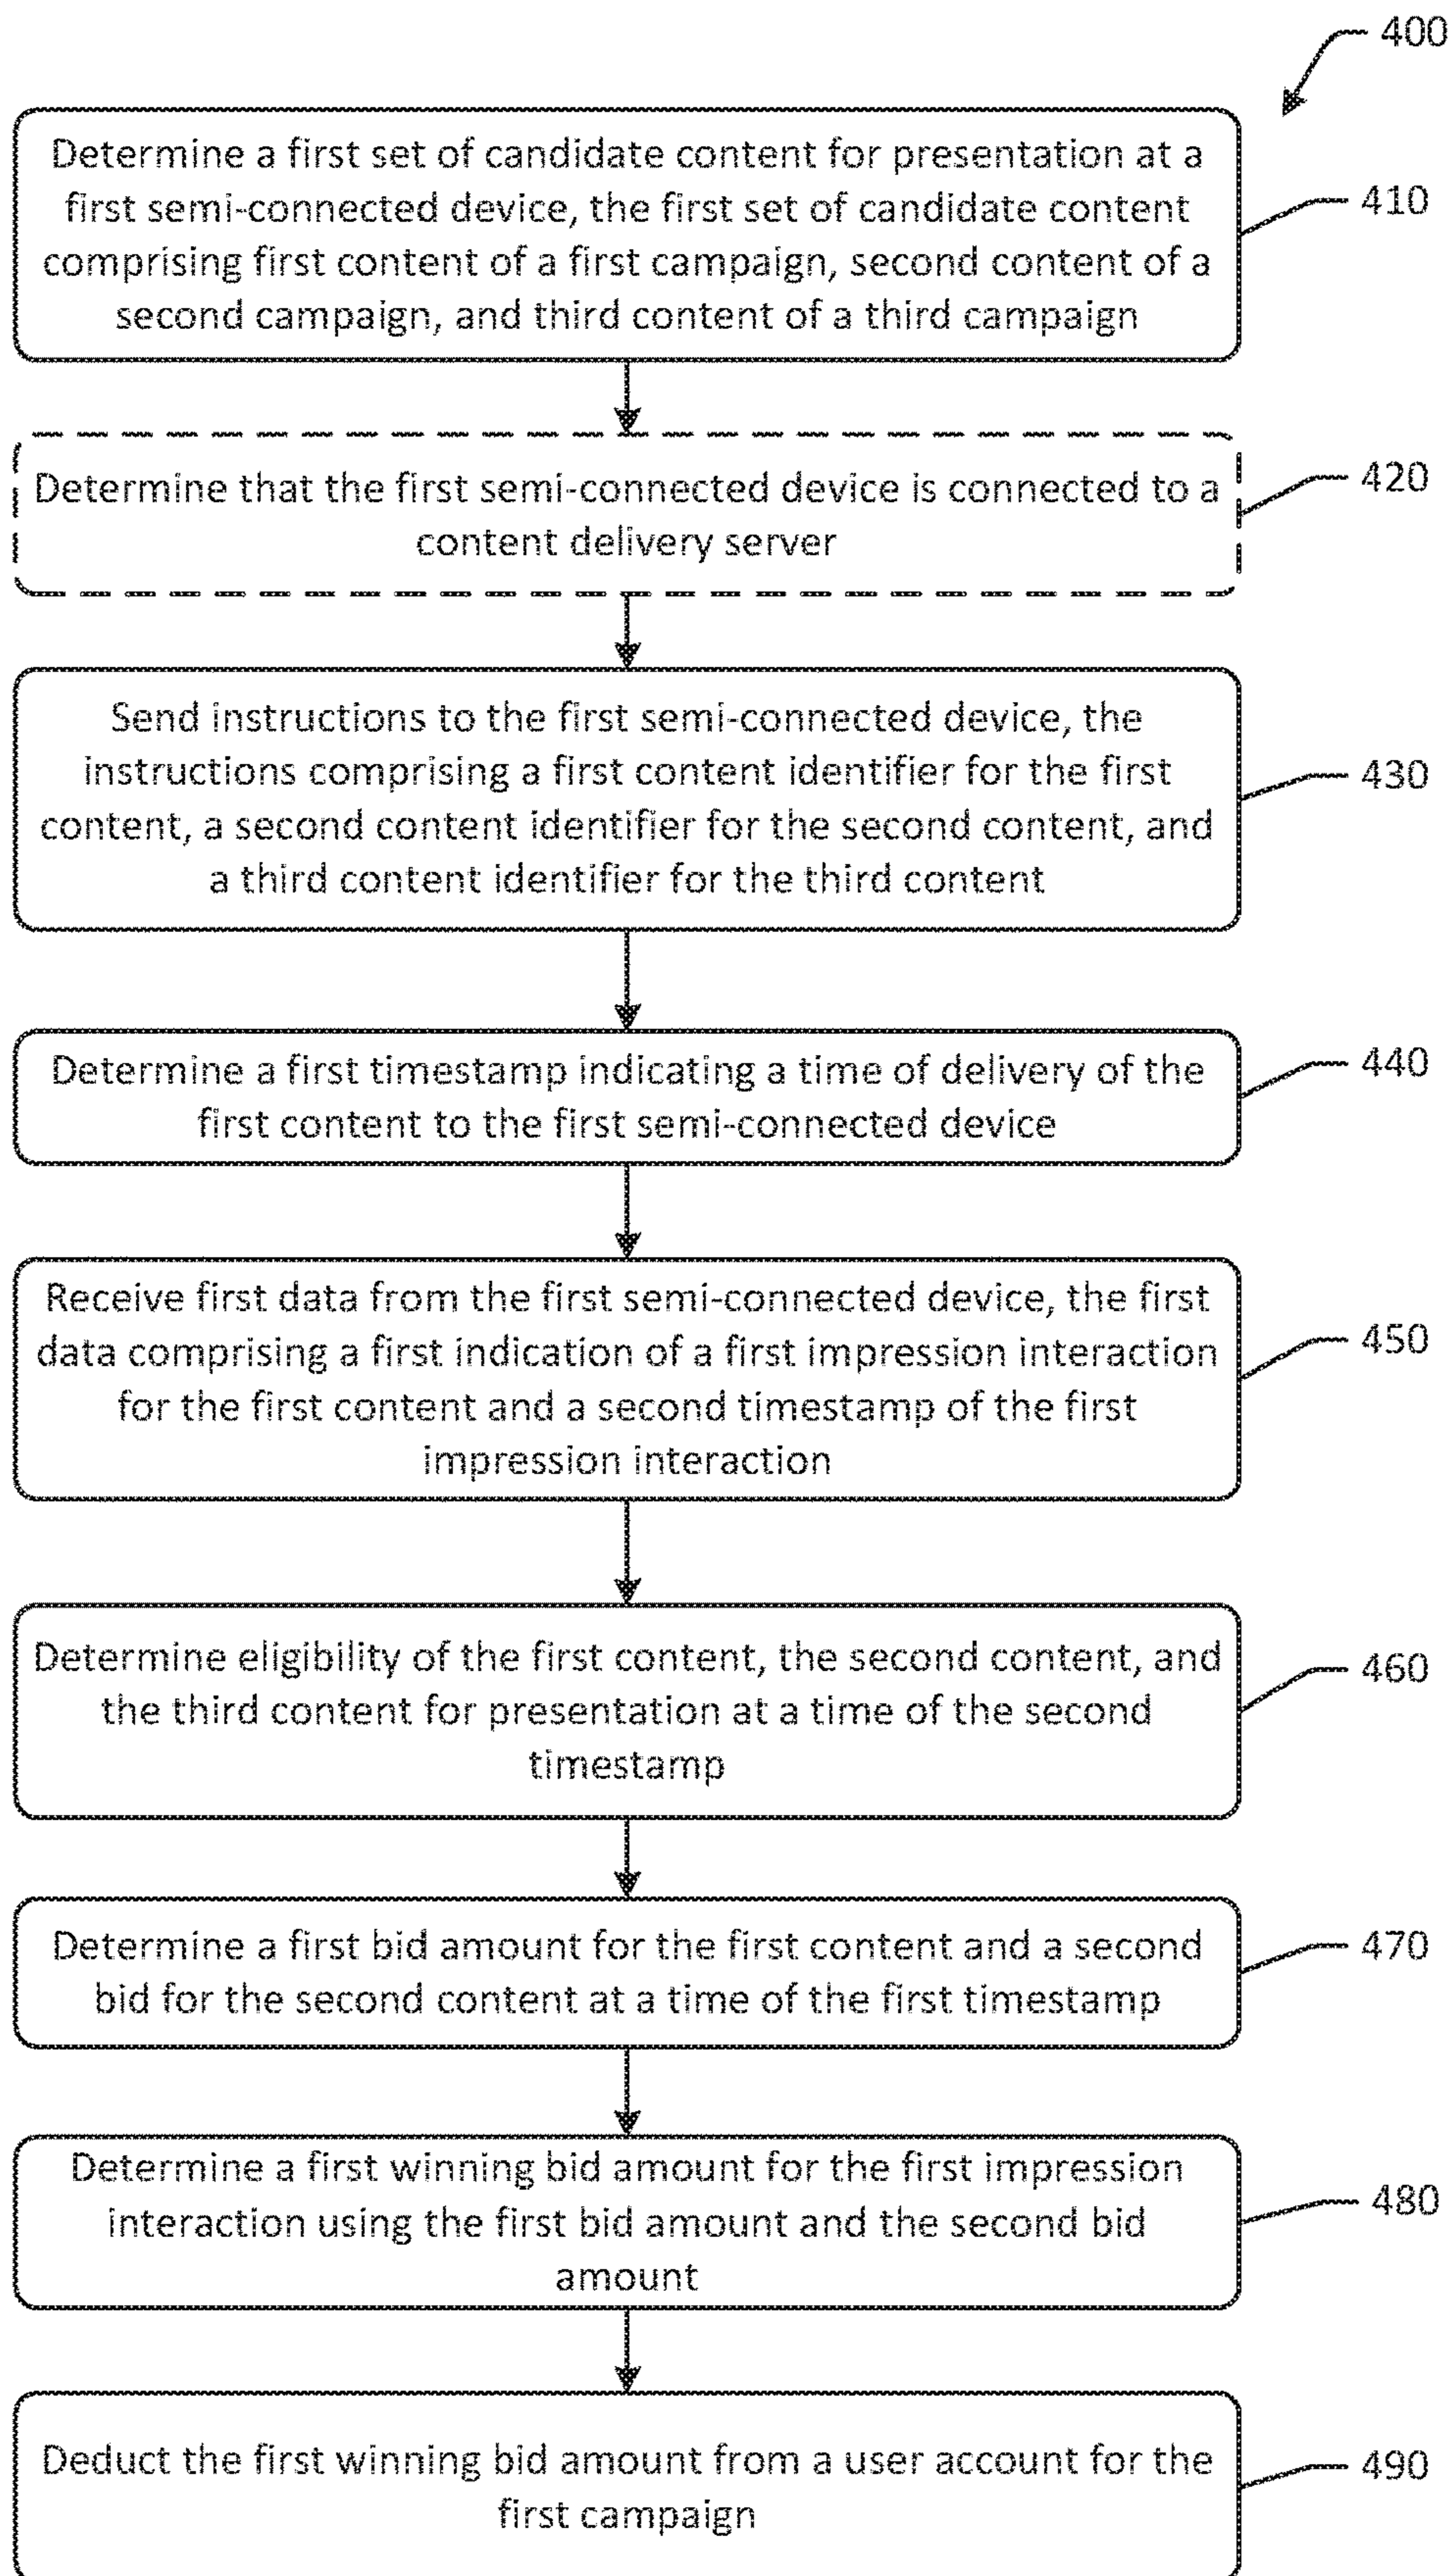 400
Determine a first set of candidate content for presentation at a
first semi-connected device, the first set of candidate content
comprising first content of a first campaign, second content of a
second campaign, and third content of a third campaign
410
Determine that the first semi-connected device is connected to a
content delivery server
420
Send instructions to the first semi-connected device, the
instructions comprising a first content identifier for the first
content, a second content identifier for the second content, and
a third content identifier for the third content
430
Determine a first timestamp indicating a time of delivery of the
first content to the first semi-connected device
440
Receive first data from the first semi-connected device, the first
data comprising a first indication of a first impression interaction
for the first content and a second timestamp of the first
impression interaction
450
Determine eligibility of the first content, the second content, and
the third content for presentation at a time of the second
timestamp
460
Determine a first bid amount for the first content and a second
bid for the second content at a time of the first timestamp
470
Determine a first winning bid amount for the first impression
interaction using the first bid amount and the second bid
amount
480
Deduct the first winning bid amount from a user account for the
first campaign
490